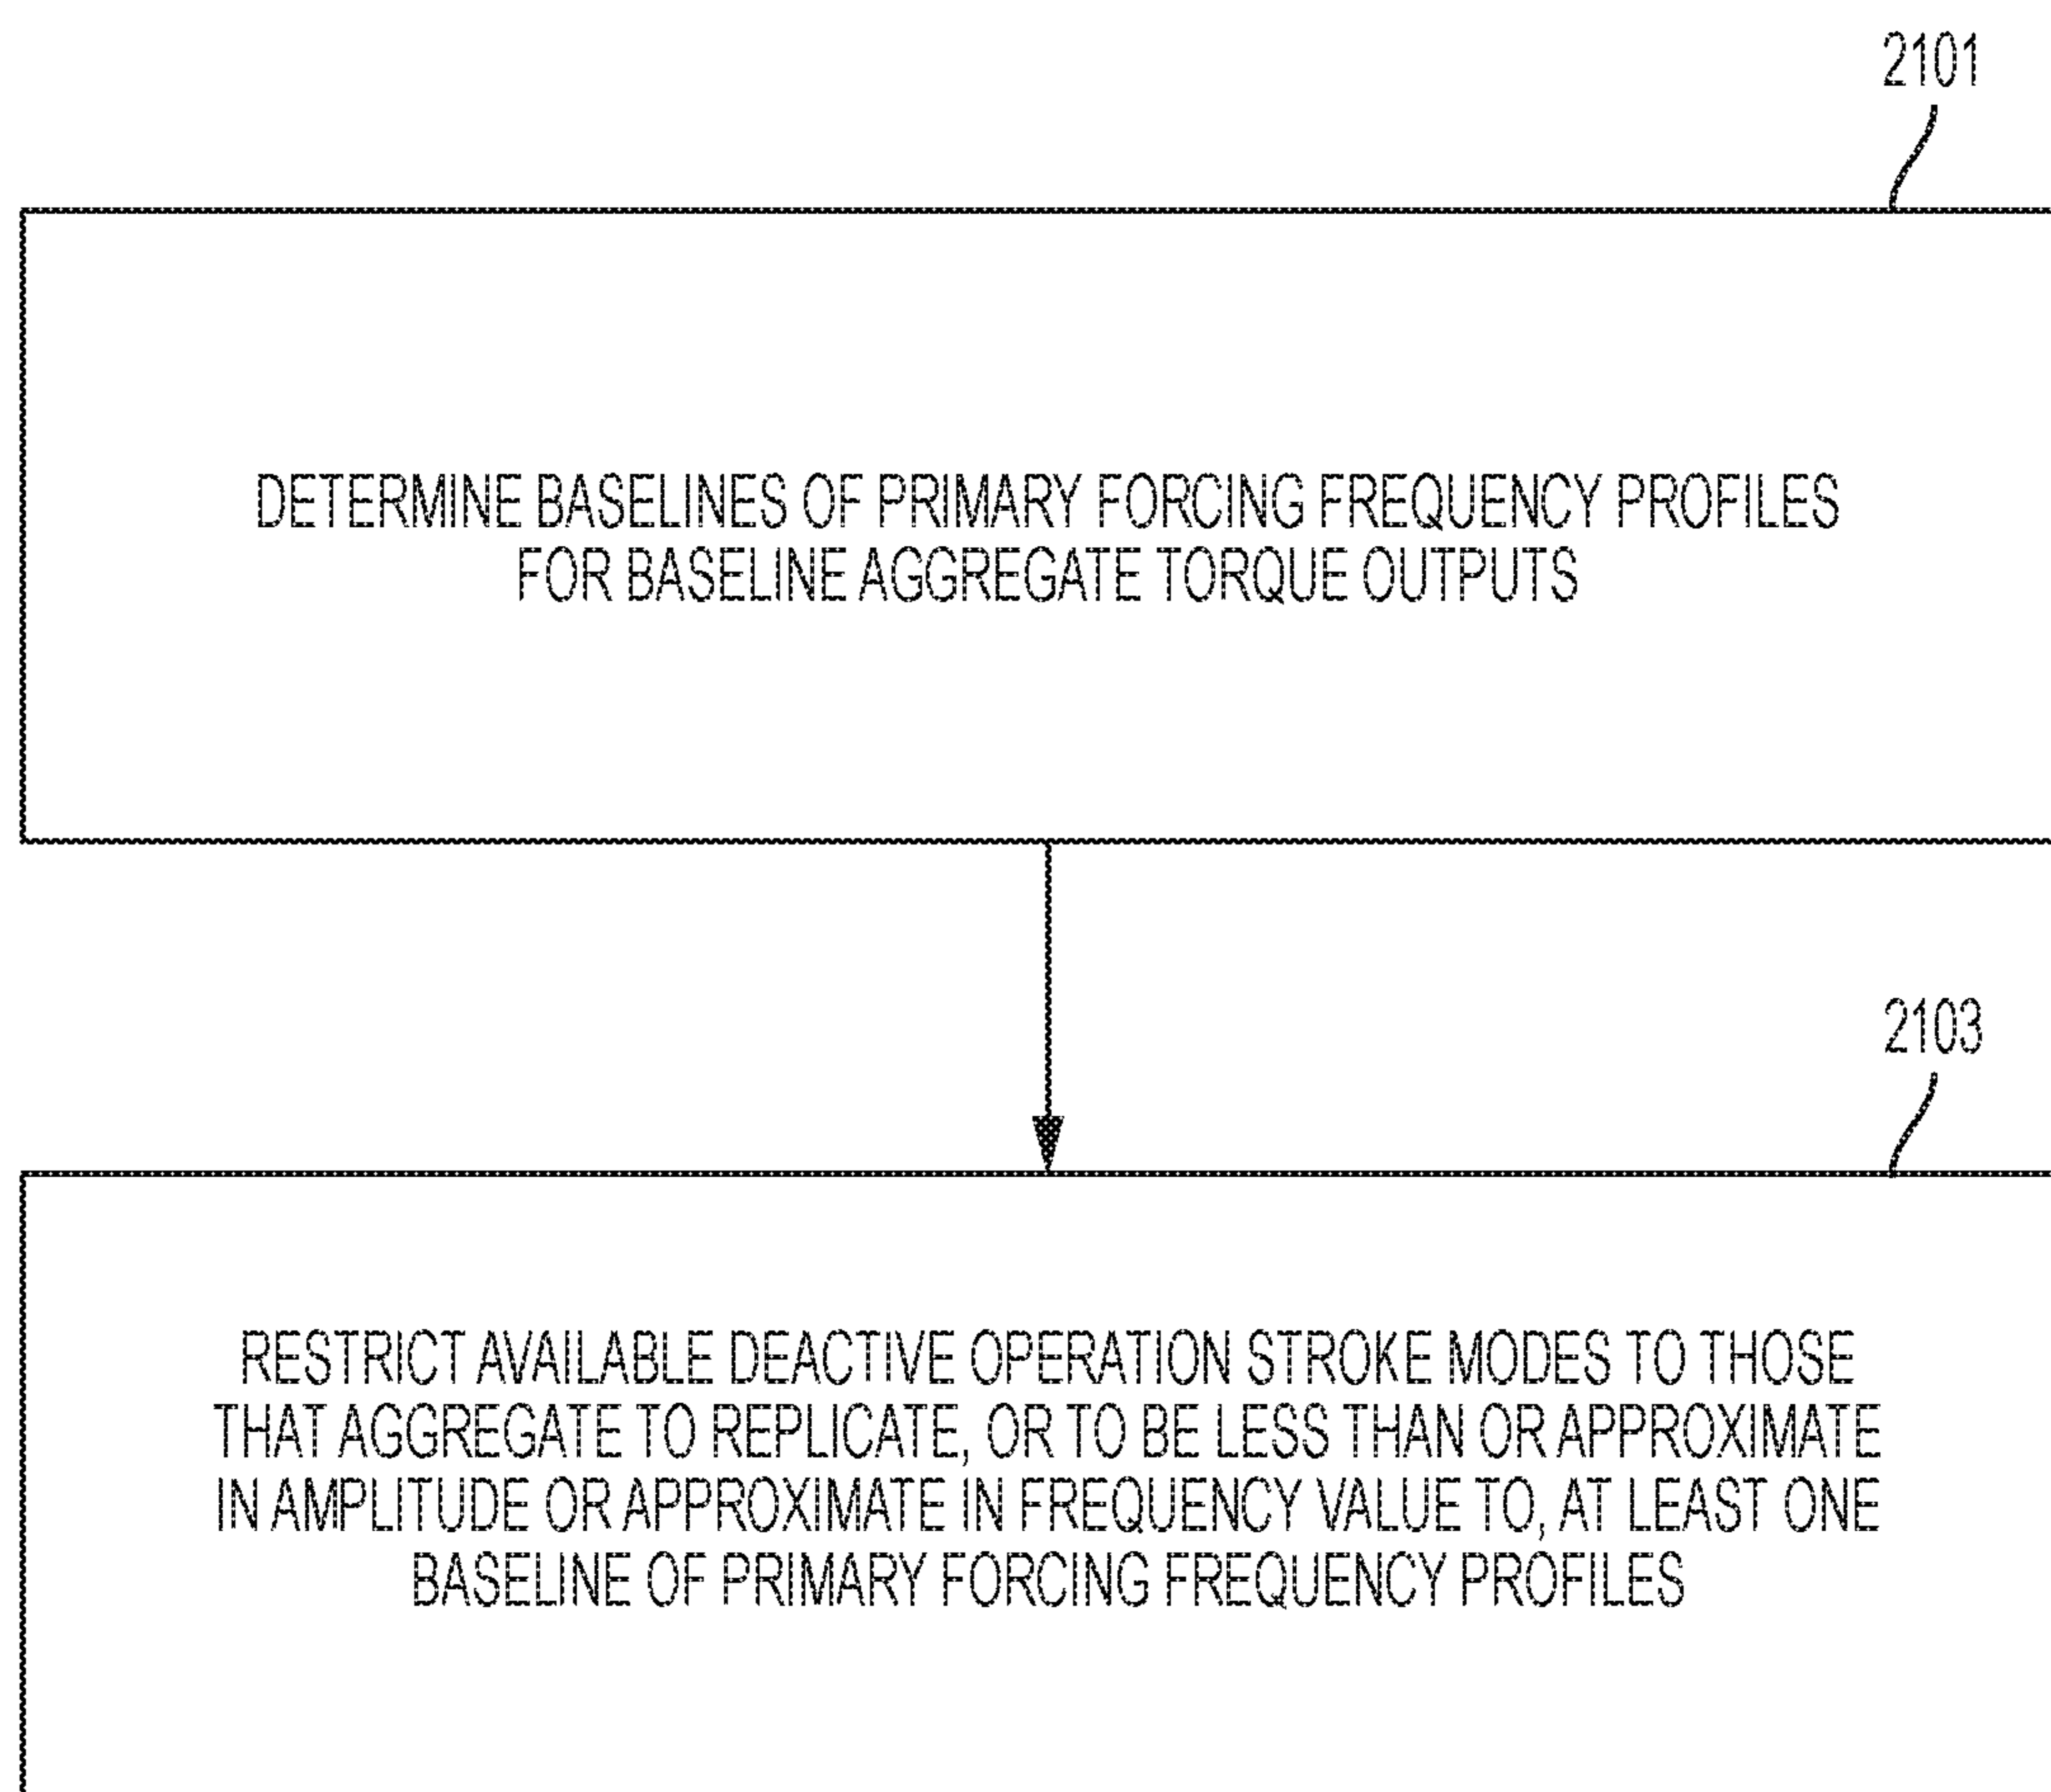 2101
DETERMINE BASELINES OF PRIMARY FORCING FREQUENCY PROFILES
FOR BASELINE AGGREGATE TORQUE OUTPUTS
2103
RESTRICT AVAILABLE DEACTIVE OPERATION STROKE MODES TO THOSE
THAT AGGREGATE TO REPLICATE, OR TO BE LESS THAN OR APPROXIMATE
IN AMPLITUDE OR APPROXIMATE IN FREQUENCY VALUE TO, AT LEAST ONE
BASELINE OF PRIMARY FORCING FREQUENCY PROFILES